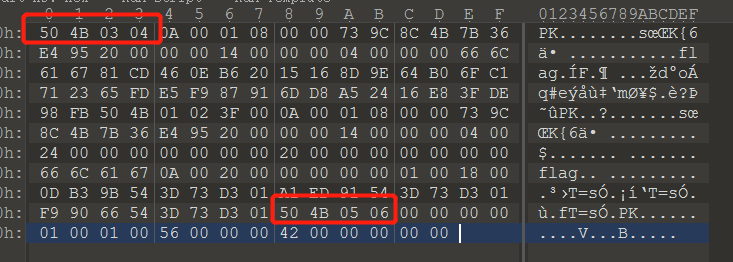 0 1 2 3 4 5 6 7 8 9 A B C D E F 0123456789ABCDEF
0h: 50 4B 03 04 0A 00 01 08 00 00 73 9C 8C 4B 7B 36 PK........sœŒK{6
0h: E4 95 20 00 00 00 14 00 00 00 04 00 00 00 66 6C ä• ...........fl
0h: 61 67 81 CD 46 0E B6 20 15 16 8D 9E 64 B0 6F C1 ag.ÍF.¶ ...žd°oÁ
0h: 71 23 65 FD E5 F9 87 91 6D D8 A5 24 16 E8 3F DE q#eýåù‡‘mØ¥$.è?Þ
0h: 98 FB 50 4B 01 02 3F 00 0A 00 01 08 00 00 73 9C ˜ûPK..?.......sœ
0h: 8C 4B 7B 36 E4 95 20 00 00 00 14 00 00 00 04 00 ŒK{6ä• .........
0h: 24 00 00 00 00 00 00 00 20 00 00 00 00 00 00 00 $....... .......
0h: 66 6C 61 67 0A 00 20 00 00 00 00 00 01 00 18 00 flag.. .........
0h: 0D B3 9B 54 3D 73 D3 01 A1 ED 91 54 3D 73 D3 01 .³›T=sÓ.¡í‘T=sÓ.
0h: F9 90 66 54 3D 73 D3 01 50 4B 05 06 00 00 00 00 ù.fT=sÓ.PK......
0h: 01 00 01 00 56 00 00 00 42 00 00 00 00 00 ....V...B.....